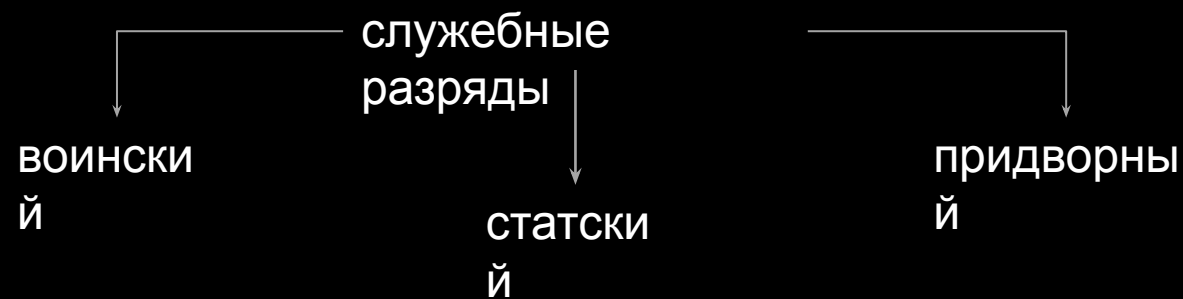 служебные
разряды
воински
й
статски
й
придворны
й